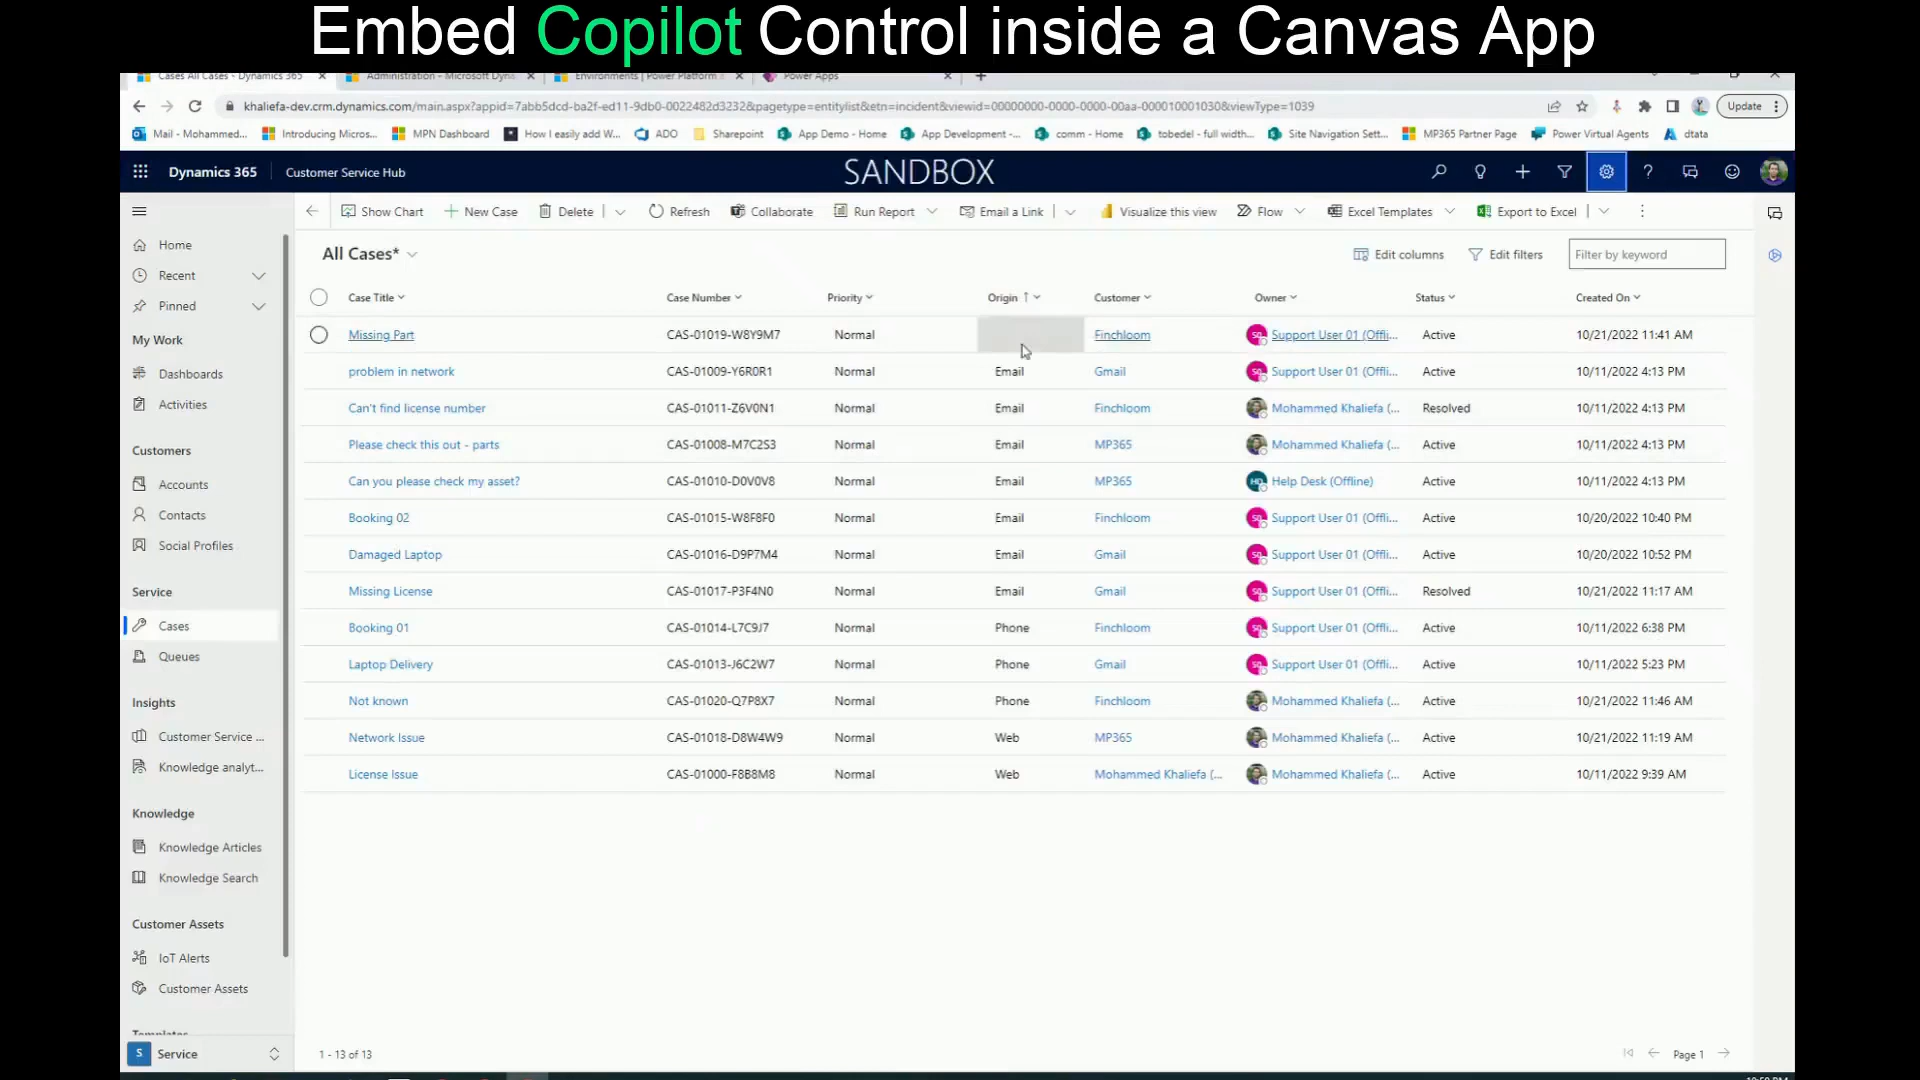 Embed Copilot Control inside a Canvas App
Cases All Cases - Dynamics 365 Administration - Microsoft Dyna Environments | Power Platform Power Apps
khaliefa-dev.crm.dynamics.com/main.aspx?appid=7abb5dcd-ba2f-ed11-9db0-0022482d3232&pagetype=entitylist&etn=incident&viewid=00000000-0000-0000-00aa-000010001030&viewType=1039 Update
Mail - Mohammed... Introducing Micros... MPN Dashboard How I easily add W... ADO Sharepoint App Demo - Home App Development -... comm - Home tobedel - full width... Site Navigation Sett... MP365 Partner Page Power Virtual Agents dtata
Dynamics 365 Customer Service Hub SANDBOX
Show Chart New Case Delete Refresh Collaborate Run Report Email a Link Visualize this view Flow Excel Templates Export to Excel
All Cases* Edit columns Edit filters Filter by keyword
Case Title Case Number Priority Origin Customer Owner Status Created On
Missing Part CAS-01019-W8Y9M7 Normal Finchloom Support User 01 (Offli... Active 10/21/2022 11:41 AM
problem in network CAS-01009-Y6R0R1 Normal Email Gmail Support User 01 (Offli... Active 10/11/2022 4:13 PM
Can't find license number CAS-01011-Z6V0N1 Normal Email Finchloom Mohammed Khaliefa (... Resolved 10/11/2022 4:13 PM
Please check this out - parts CAS-01008-M7C2S3 Normal Email MP365 Mohammed Khaliefa (... Active 10/11/2022 4:13 PM
Can you please check my asset? CAS-01010-D0V0V8 Normal Email MP365 HD Help Desk (Offline) Active 10/11/2022 4:13 PM
Booking 02 CAS-01015-W8F8F0 Normal Email Finchloom Support User 01 (Offli... Active 10/20/2022 10:40 PM
Damaged Laptop CAS-01016-D9P7M4 Normal Email Gmail Support User 01 (Offli... Active 10/20/2022 10:52 PM
Missing License CAS-01017-P3F4N0 Normal Email Gmail Support User 01 (Offli... Resolved 10/21/2022 11:17 AM
Booking 01 CAS-01014-L7C9J7 Normal Phone Finchloom Support User 01 (Offli... Active 10/11/2022 6:38 PM
Laptop Delivery CAS-01013-J6C2W7 Normal Phone Gmail Support User 01 (Offli... Active 10/11/2022 5:23 PM
Not known CAS-01020-Q7P8X7 Normal Phone Finchloom Mohammed Khaliefa (... Active 10/21/2022 11:46 AM
Network Issue CAS-01018-D8W4W9 Normal Web MP365 Mohammed Khaliefa (... Active 10/21/2022 11:19 AM
License Issue CAS-01000-F8B8M8 Normal Web Mohammed Khaliefa (... Mohammed Khaliefa (... Active 10/11/2022 9:39 AM
Home
Recent
Pinned
My Work
Dashboards
Activities
Customers
Accounts
Contacts
Social Profiles
Service
Cases
Queues
Insights
Customer Service ...
Knowledge analyt...
Knowledge
Knowledge Articles
Knowledge Search
Customer Assets
IoT Alerts
Customer Assets
Templates
S Service
1 - 13 of 13 Page 1